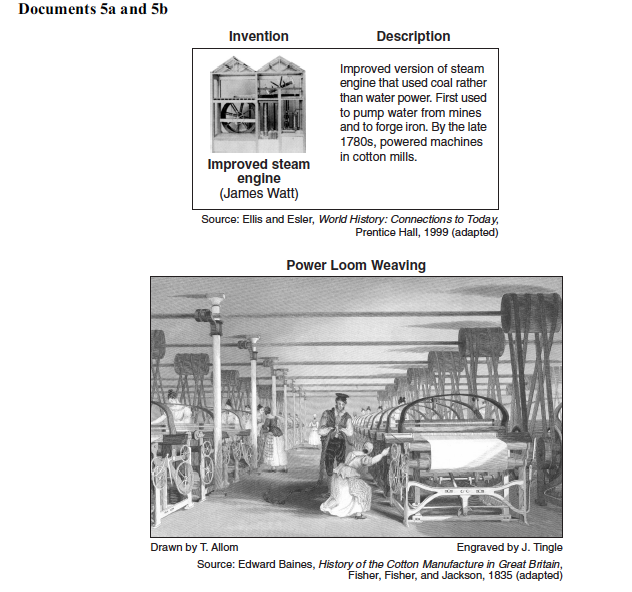 Documents 5a and 5b
Invention
Description
Improved version of steam
engine that used coal rather
than water power. First used
to pump water from mines
and to forge iron. By the late
1780s, powered machines
in cotton mills.
Improved steam
engine
(James Watt)
Source: Ellis and Esler, World History: Connections to Today,
Prentice Hall, 1999 (adapted)
Power Loom Weaving
Drawn by T. Allom
Engraved by J. Tingle
Source: Edward Baines, History of the Cotton Manufacture in Great Britain,
Fisher, Fisher, and Jackson, 1835 (adapted)